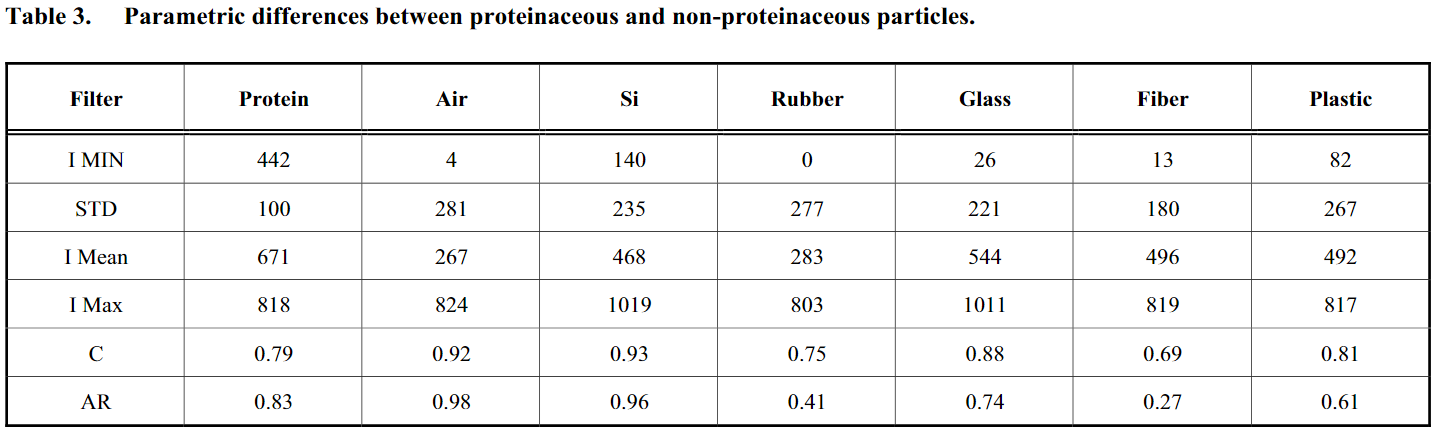 Table 3. Parametric differences between proteinaceous and non-proteinaceous particles.
Filter Protein Air Si Rubber Glass Fiber Plastic
I MIN 442 4 140 0 26 13 82
STD 100 281 235 277 221 180 267
I Mean 671 267 468 283 544 496 492
I Max 818 824 1019 803 1011 819 817
C 0.79 0.92 0.93 0.75 0.88 0.69 0.81
AR 0.83 0.98 0.96 0.41 0.74 0.27 0.61